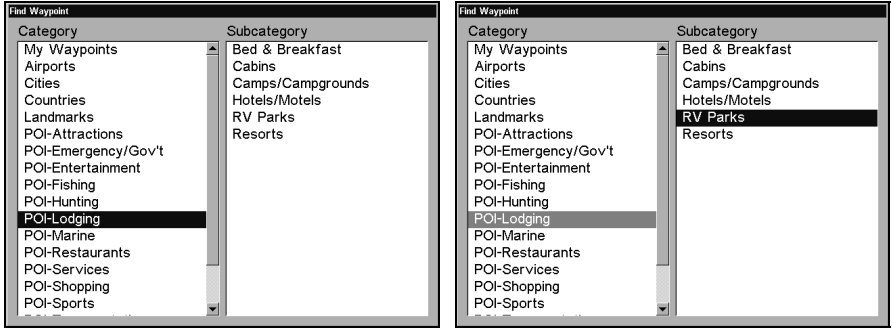 Find Waypoint
Category
My Waypoints
Airports
Cities
Countries
Landmarks
POI-Attractions
POI-Emergency/Gov't
POI-Entertainment
POI-Fishing
POI-Hunting
POI-Lodging
POI-Marine
POI-Restaurants
POI-Services
POI-Shopping
POI-Sports
Subcategory
Bed & Breakfast
Cabins
Camps/Campgrounds
Hotels/Motels
RV Parks
Resorts
Find Waypoint
Category
My Waypoints
Airports
Cities
Countries
Landmarks
POI-Attractions
POI-Emergency/Gov't
POI-Entertainment
POI-Fishing
POI-Hunting
POI-Lodging
POI-Marine
POI-Restaurants
POI-Services
POI-Shopping
POI-Sports
Subcategory
Bed & Breakfast
Cabins
Camps/Campgrounds
Hotels/Motels
RV Parks
Resorts